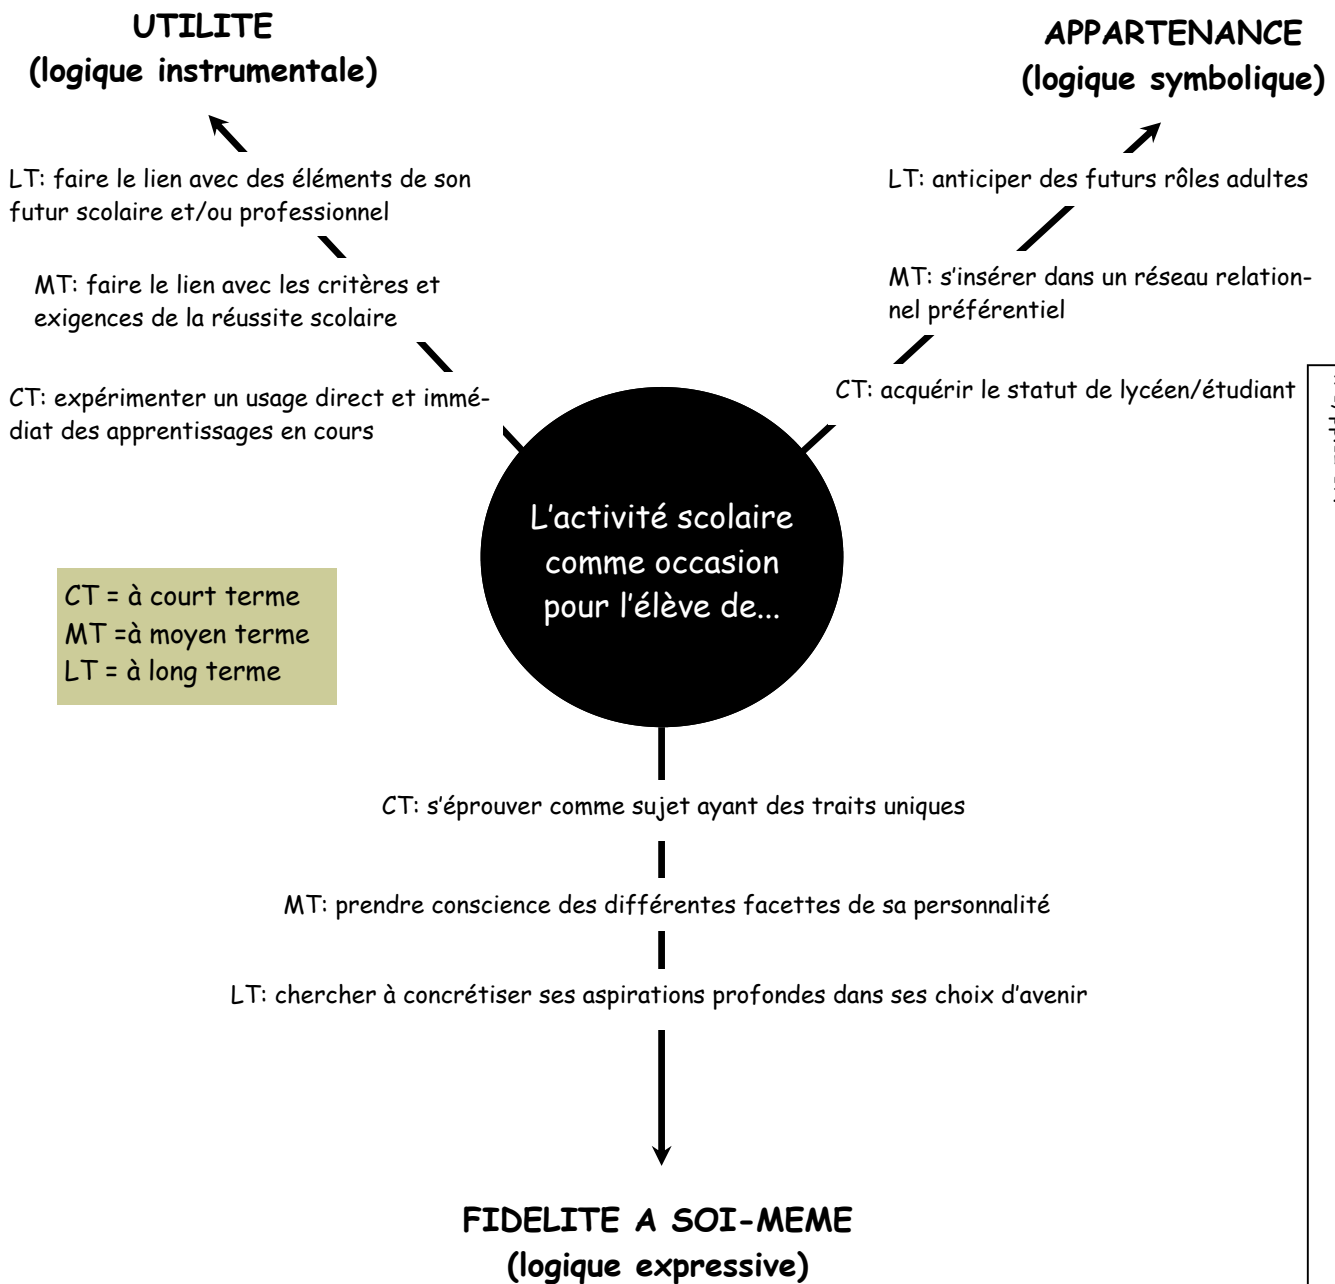 UTILITE
(logique instrumentale)
APPARTENANCE
(logique symbolique)
LT: faire le lien avec des éléments de son
futur scolaire et/ou professionnel
MT: faire le lien avec les critères et
exigences de la réussite scolaire
CT: expérimenter un usage direct et immé-
diat des apprentissages en cours
LT: anticiper des futurs rôles adultes
MT: s'insérer dans un réseau relation-
nel préférentiel
CT: acquérir le statut de lycéen/étudiant
L'activité scolaire
comme occasion
pour l'élève de...
CT = à court terme
MT =à moyen terme
LT = à long terme
CT: s'éprouver comme sujet ayant des traits uniques
MT: prendre conscience des différentes facettes de sa personnalité
LT: chercher à concrétiser ses aspirations profondes dans ses choix d'avenir
FIDELITE A SOI-MEME
(logique expressive)